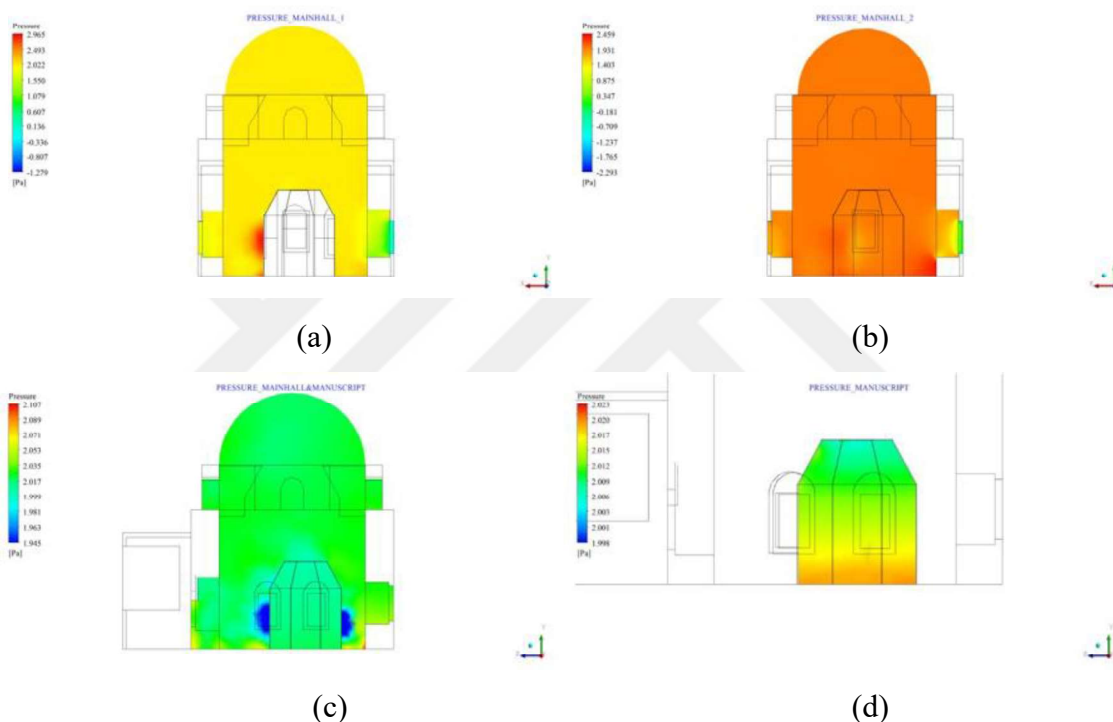 PRESSURE_MAINHALL_1
Pressure
2.965
2.493
2.022
1.550
1.079
0.607
0.136
-0.336
-0.807
-1.279
[Pa]
(a)
PRESSURE_MAINHALL_2
Pressure
2.459
1.931
1.403
0.875
0.347
-0.181
-0.709
-1.237
-1.765
-2.293
[Pa]
(b)
PRESSURE_MAINHALL&MANUSCRIPT
Pressure
2.107
2.089
2.071
2.053
2.035
2.017
1.999
1.981
1.963
1.945
[Pa]
(c)
PRESSURE_MANUSCRIPT
Pressure
2.023
2.020
2.017
2.015
2.012
2.009
2.006
2.003
2.001
1.998
[Pa]
(d)